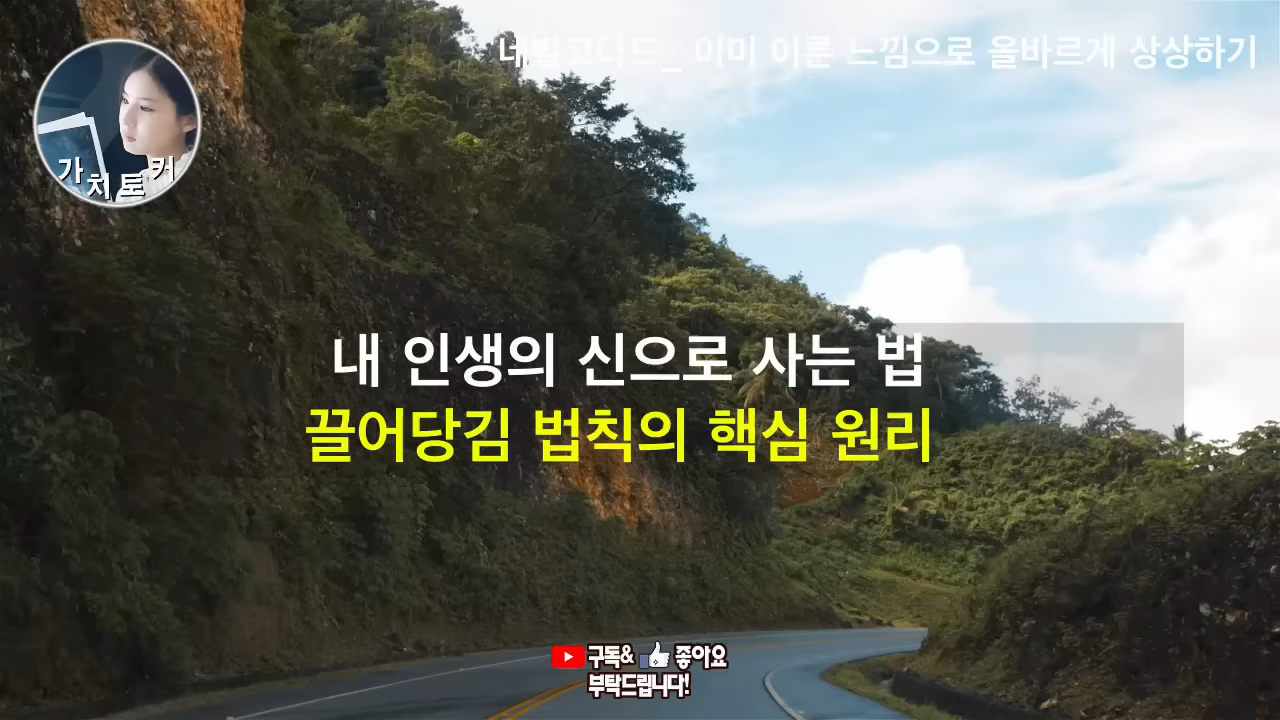 네빌고다드_ 이미 이룬 느낌으로 올바르게 상상하기
가치토커
내 인생의 신으로 사는 법
끌어당김 법칙의 핵심 원리
구독& 좋아요
부탁드립니다!